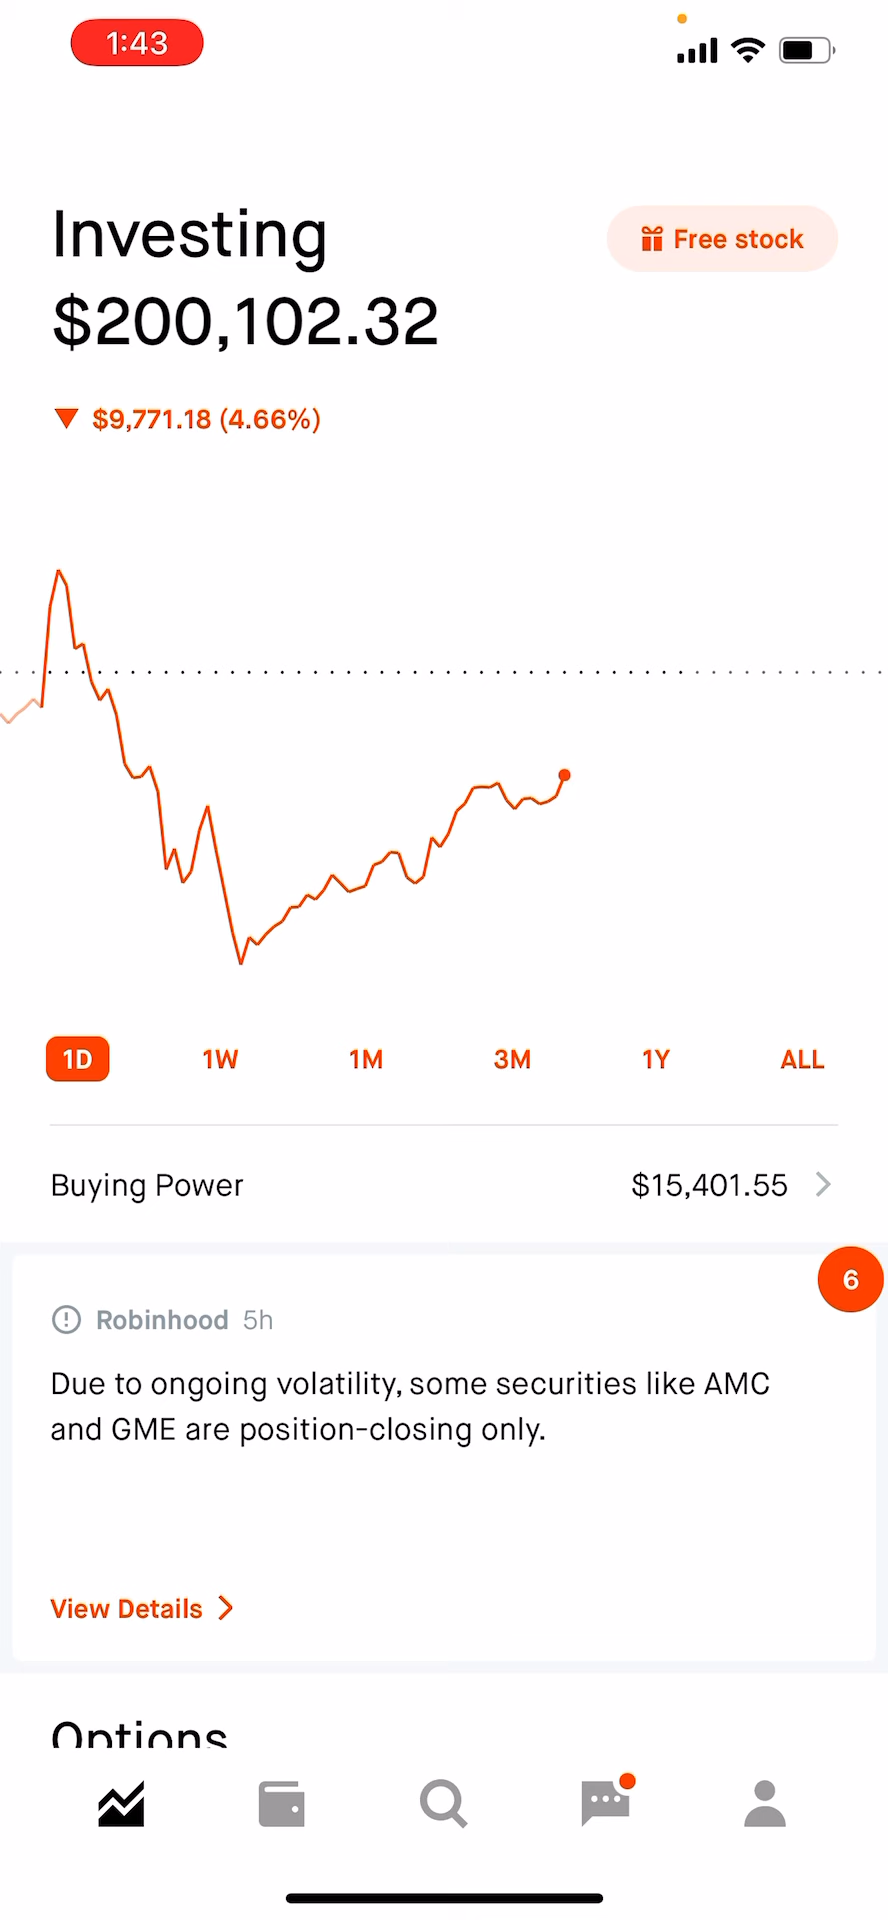 1:43
Investing
Free stock
$200,102.32
▼ $9,771.18 (4.66%)
1D 1W 1M 3M 1Y ALL
Buying Power $15,401.55
6
Robinhood 5h
Due to ongoing volatility, some securities like AMC
and GME are position-closing only.
View Details
Options